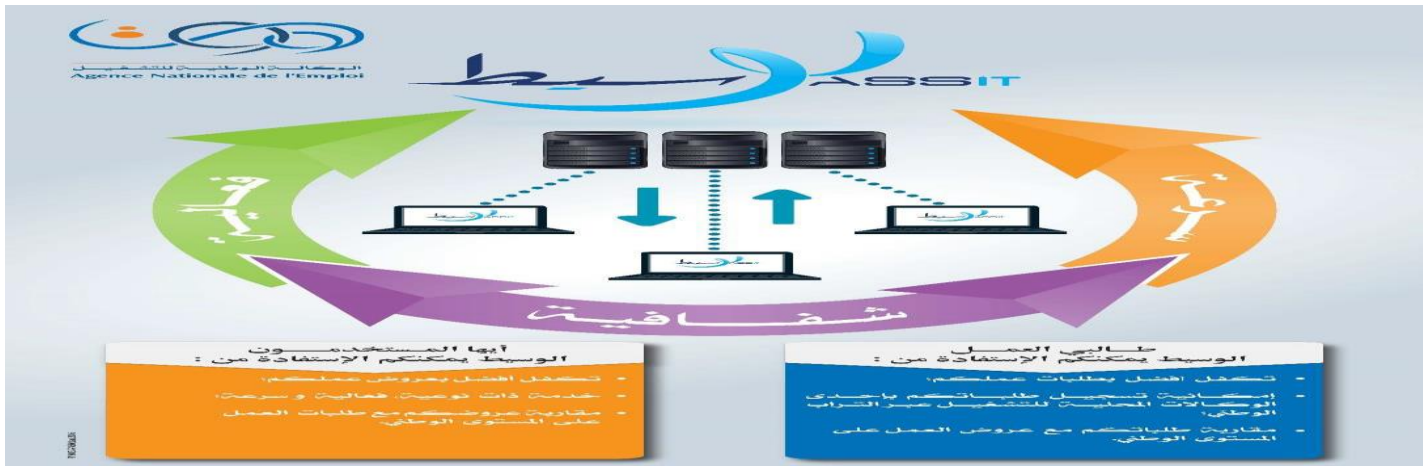 الوكالة الوطنية للتشغيل
Agence Nationale de l'Emploi
الوسيط
WASSIT
سرعة
فعالية
شفافية
طالبي العمل
الوسيط يمكنكم الإستفادة من :
• تكفل افضل بطلبات عملكم؛
• إمكانية تسجيل طلباتكم بإحدى
الوكالات المحلية للتشغيل عبر التراب
الوطني؛
• مقاربة طلباتكم مع عروض العمل على
المستوى الوطني.
أيها المستخدمون
الوسيط يمكنكم الإستفادة من :
• تكفل افضل بعروض عملكم؛
• خدمة ذات نوعية، فعالية و سرعة؛
• مقاربة عروضكم مع طلبات العمل
على المستوى الوطني.